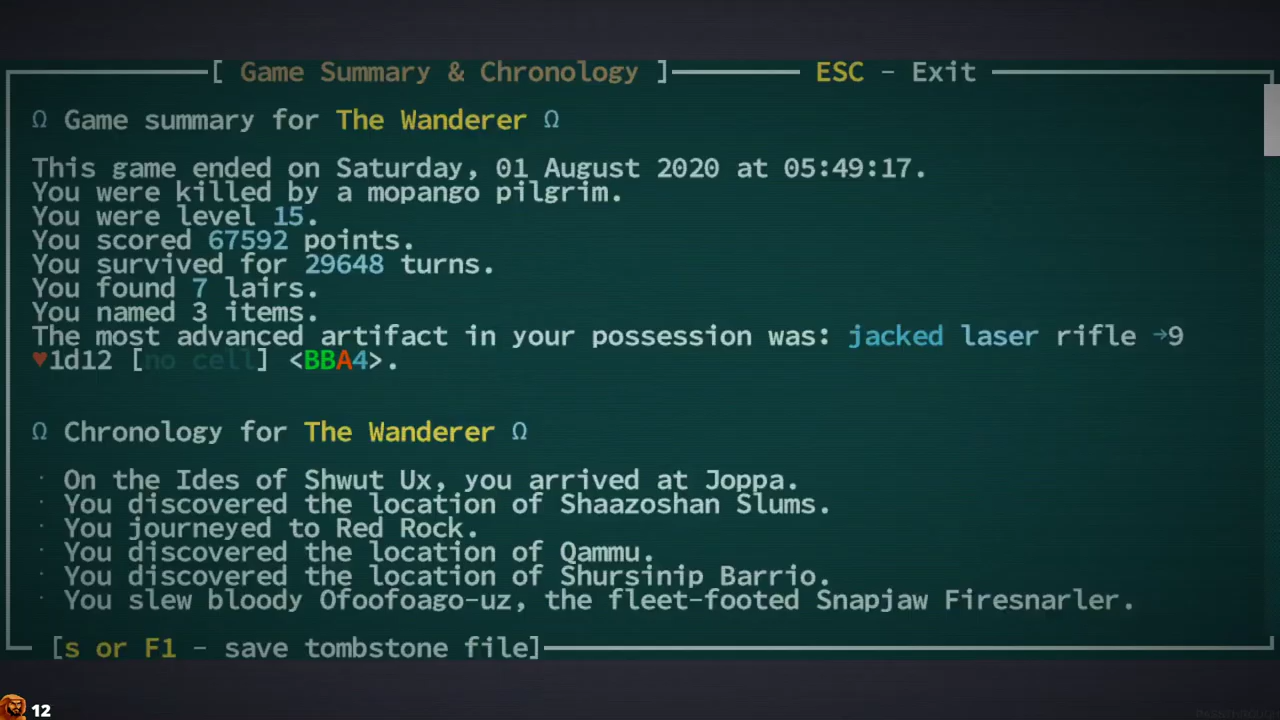 [ Game Summary & Chronology ] ESC - Exit
Ω Game summary for The Wanderer Ω
This game ended on Saturday, 01 August 2020 at 05:49:17.
You were killed by a mopango pilgrim.
You were level 15.
You scored 67592 points.
You survived for 29648 turns.
You found 7 lairs.
You named 3 items.
The most advanced artifact in your possession was: jacked laser rifle →9
♥1d12 [no cell] <BBA4>.
Ω Chronology for The Wanderer Ω
· On the Ides of Shwut Ux, you arrived at Joppa.
· You discovered the location of Shaazoshan Slums.
· You journeyed to Red Rock.
· You discovered the location of Qammu.
· You discovered the location of Shursinip Barrio.
· You slew bloody Ofoofoago-uz, the fleet-footed Snapjaw Firesnarler.
[s or F1 - save tombstone file]
12